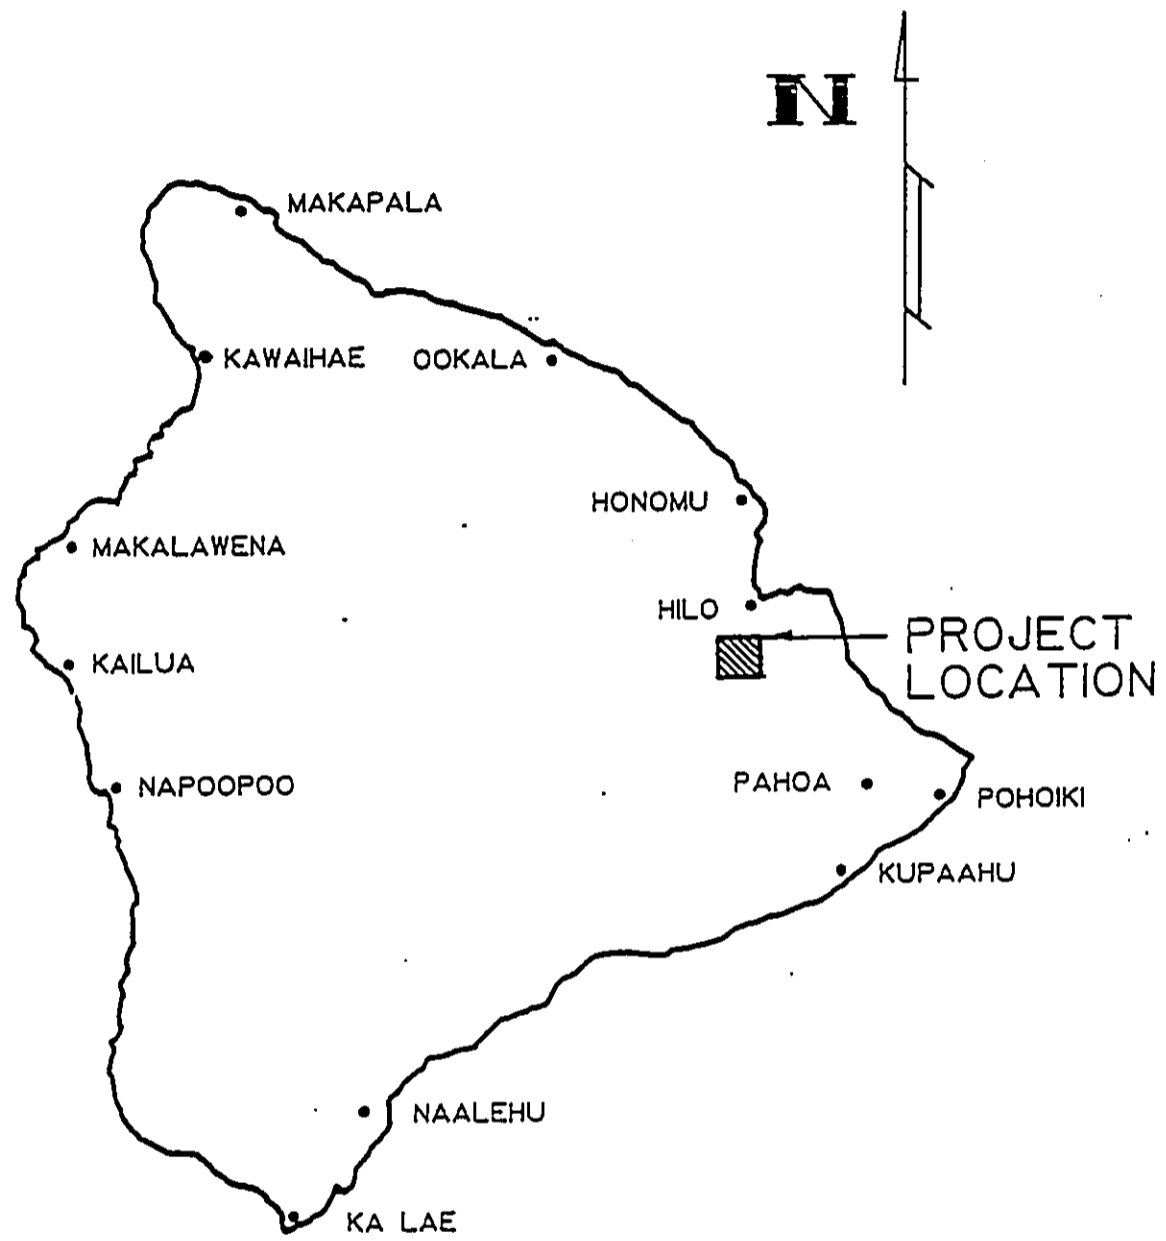 N
MAKAPALA
KAWAIHAE
OOKALA
HONOMU
MAKALAWENA
HILO
PROJECT
LOCATION
KAILUA
NAPOOPOO
PAHOA
POHOIKI
KUPAAHU
NAALEHU
KA LAE